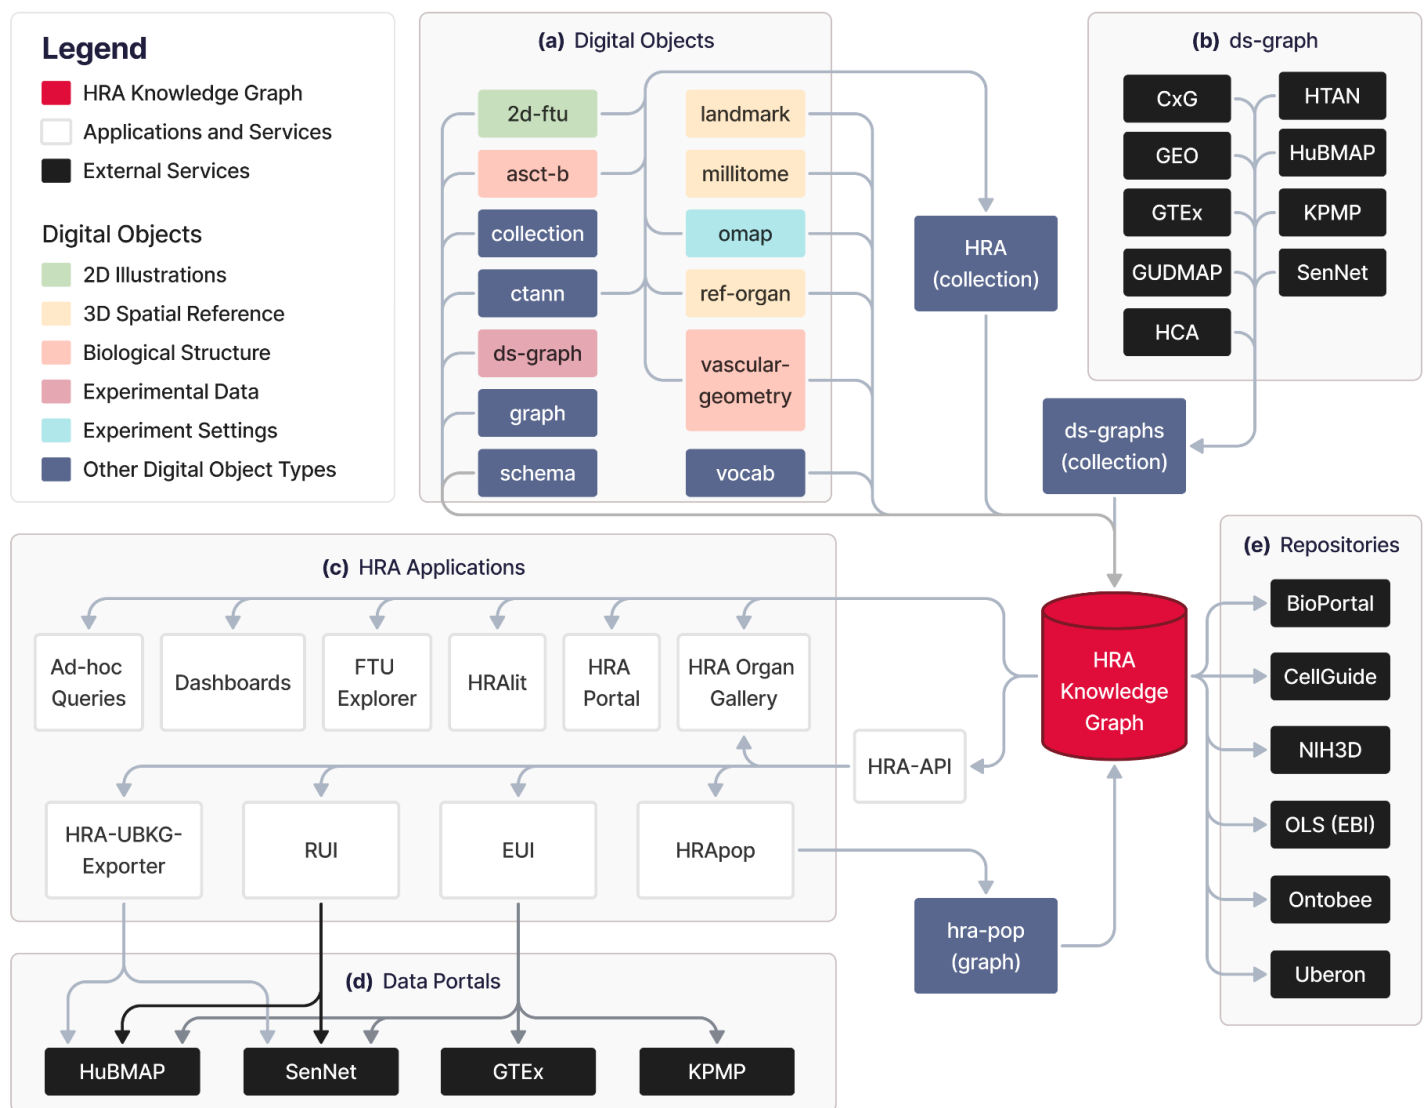 Legend
HRA Knowledge Graph
Applications and Services
External Services
Digital Objects
2D Illustrations
3D Spatial Reference
Biological Structure
Experimental Data
Experiment Settings
Other Digital Object Types
(a) Digital Objects
2d-ftu
asct-b
collection
ctann
ds-graph
graph
schema
landmark
millitome
omap
ref-organ
vascular-
geometry
vocab
HRA
(collection)
(b) ds-graph
CxG
GEO
GTEx
GUDMAP
HCA
HTAN
HuBMAP
KPMP
SenNet
ds-graphs
(collection)
(c) HRA Applications
Ad-hoc
Queries
Dashboards
FTU
Explorer
HRAlit
HRA
Portal
HRA Organ
Gallery
HRA-API
HRA-UBKG-
Exporter
RUI
EUI
HRApop
HRA
Knowledge
Graph
hra-pop
(graph)
(d) Data Portals
HuBMAP
SenNet
GTEx
KPMP
(e) Repositories
BioPortal
CellGuide
NIH3D
OLS (EBI)
Ontobee
Uberon